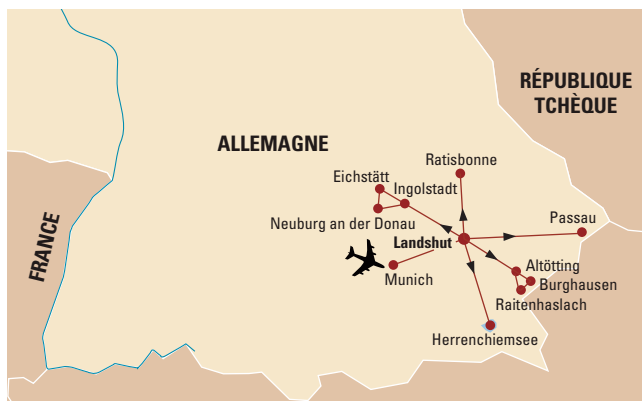 RÉPUBLIQUE
TCHÈQUE
ALLEMAGNE
Ratisbonne
Eichstätt
Ingolstadt
Neuburg an der Donau
Passau
Landshut
FRANCE
Munich
Altötting
Burghausen
Raitenhaslach
Herrenchiemsee